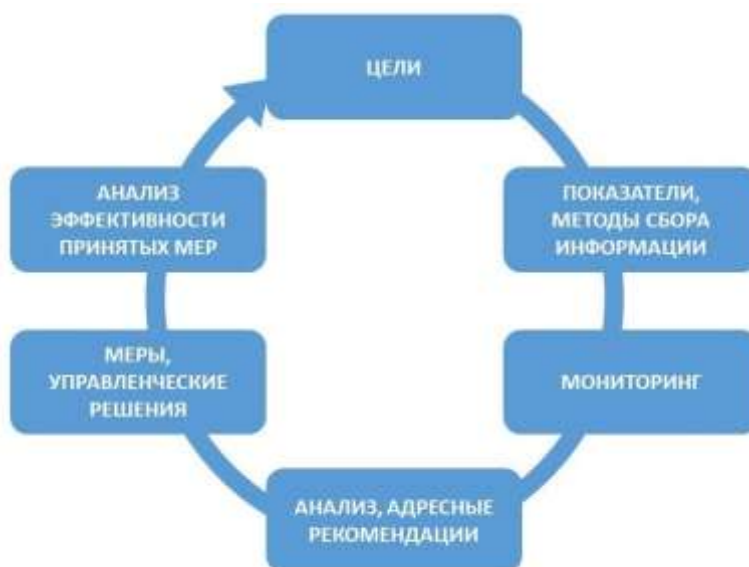 ЦЕЛИ
ПОКАЗАТЕЛИ,
МЕТОДЫ СБОРА
ИНФОРМАЦИИ
МОНИТОРИНГ
АНАЛИЗ, АДРЕСНЫЕ
РЕКОМЕНДАЦИИ
МЕРЫ,
УПРАВЛЕНЧЕСКИЕ
РЕШЕНИЯ
АНАЛИЗ
ЭФФЕКТИВНОСТИ
ПРИНЯТЫХ МЕР